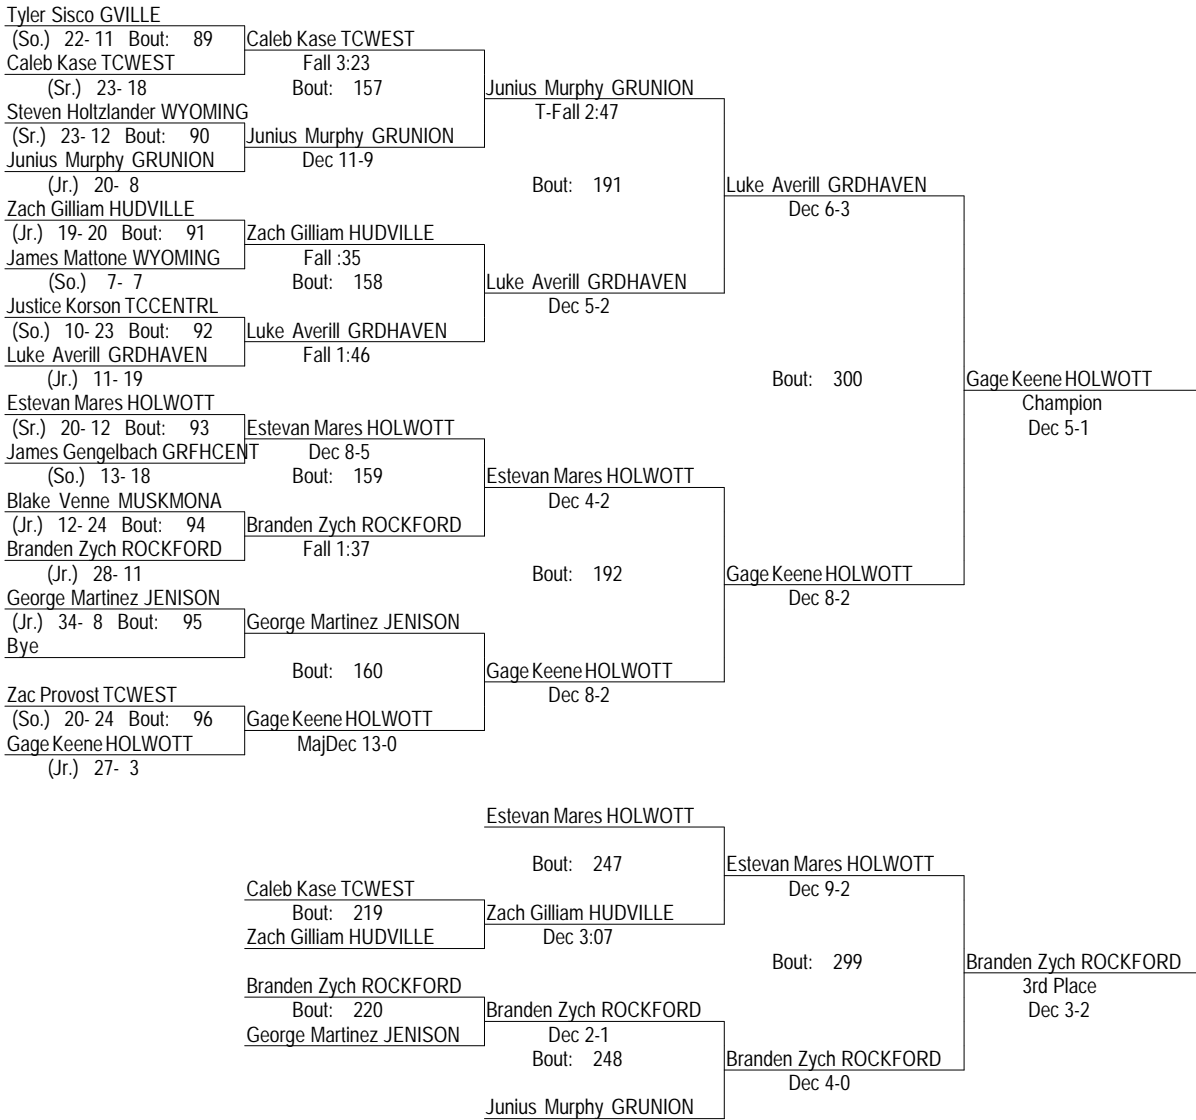 Tyler Sisco GVILLE
(So.) 22- 11 Bout: 89
Caleb Kase TCWEST
Caleb Kase TCWEST
(Sr.) 23- 18
Fall 3:23
Bout: 157
Junius Murphy GRUNION
Steven Holtzlander WYOMING
T-Fall 2:47
(Sr.) 23- 12 Bout: 90
Junius Murphy GRUNION
Junius Murphy GRUNION
Dec 11-9
(Jr.) 20- 8
Bout: 191
Luke Averill GRDHAVEN
Zach Gilliam HUDVILLE
Dec 6-3
(Jr.) 19- 20 Bout: 91
Zach Gilliam HUDVILLE
James Mattone WYOMING
Fall :35
(So.) 7- 7
Bout: 158
Luke Averill GRDHAVEN
Justice Korson TCCENTRL
Dec 5-2
(So.) 10- 23 Bout: 92
Luke Averill GRDHAVEN
Luke Averill GRDHAVEN
Fall 1:46
(Jr.) 11- 19
Bout: 300
Gage Keene HOLWOTT
Estevan Mares HOLWOTT
Champion
(Sr.) 20- 12 Bout: 93
Estevan Mares HOLWOTT
Dec 5-1
James Gengelbach GRFHCENT
Dec 8-5
(So.) 13- 18
Bout: 159
Estevan Mares HOLWOTT
Blake Venne MUSKMONA
Dec 4-2
(Jr.) 12- 24 Bout: 94
Branden Zych ROCKFORD
Branden Zych ROCKFORD
Fall 1:37
(Jr.) 28- 11
Bout: 192
Gage Keene HOLWOTT
George Martinez JENISON
Dec 8-2
(Jr.) 34- 8 Bout: 95
George Martinez JENISON
Bye
Bout: 160
Gage Keene HOLWOTT
Zac Provost TCWEST
Dec 8-2
(So.) 20- 24 Bout: 96
Gage Keene HOLWOTT
Gage Keene HOLWOTT
MajDec 13-0
(Jr.) 27- 3
Estevan Mares HOLWOTT
Bout: 247
Estevan Mares HOLWOTT
Caleb Kase TCWEST
Dec 9-2
Bout: 219
Zach Gilliam HUDVILLE
Zach Gilliam HUDVILLE
Dec 3:07
Bout: 299
Branden Zych ROCKFORD
Branden Zych ROCKFORD
3rd Place
Bout: 220
Branden Zych ROCKFORD
Dec 3-2
George Martinez JENISON
Dec 2-1
Bout: 248
Branden Zych ROCKFORD
Dec 4-0
Junius Murphy GRUNION